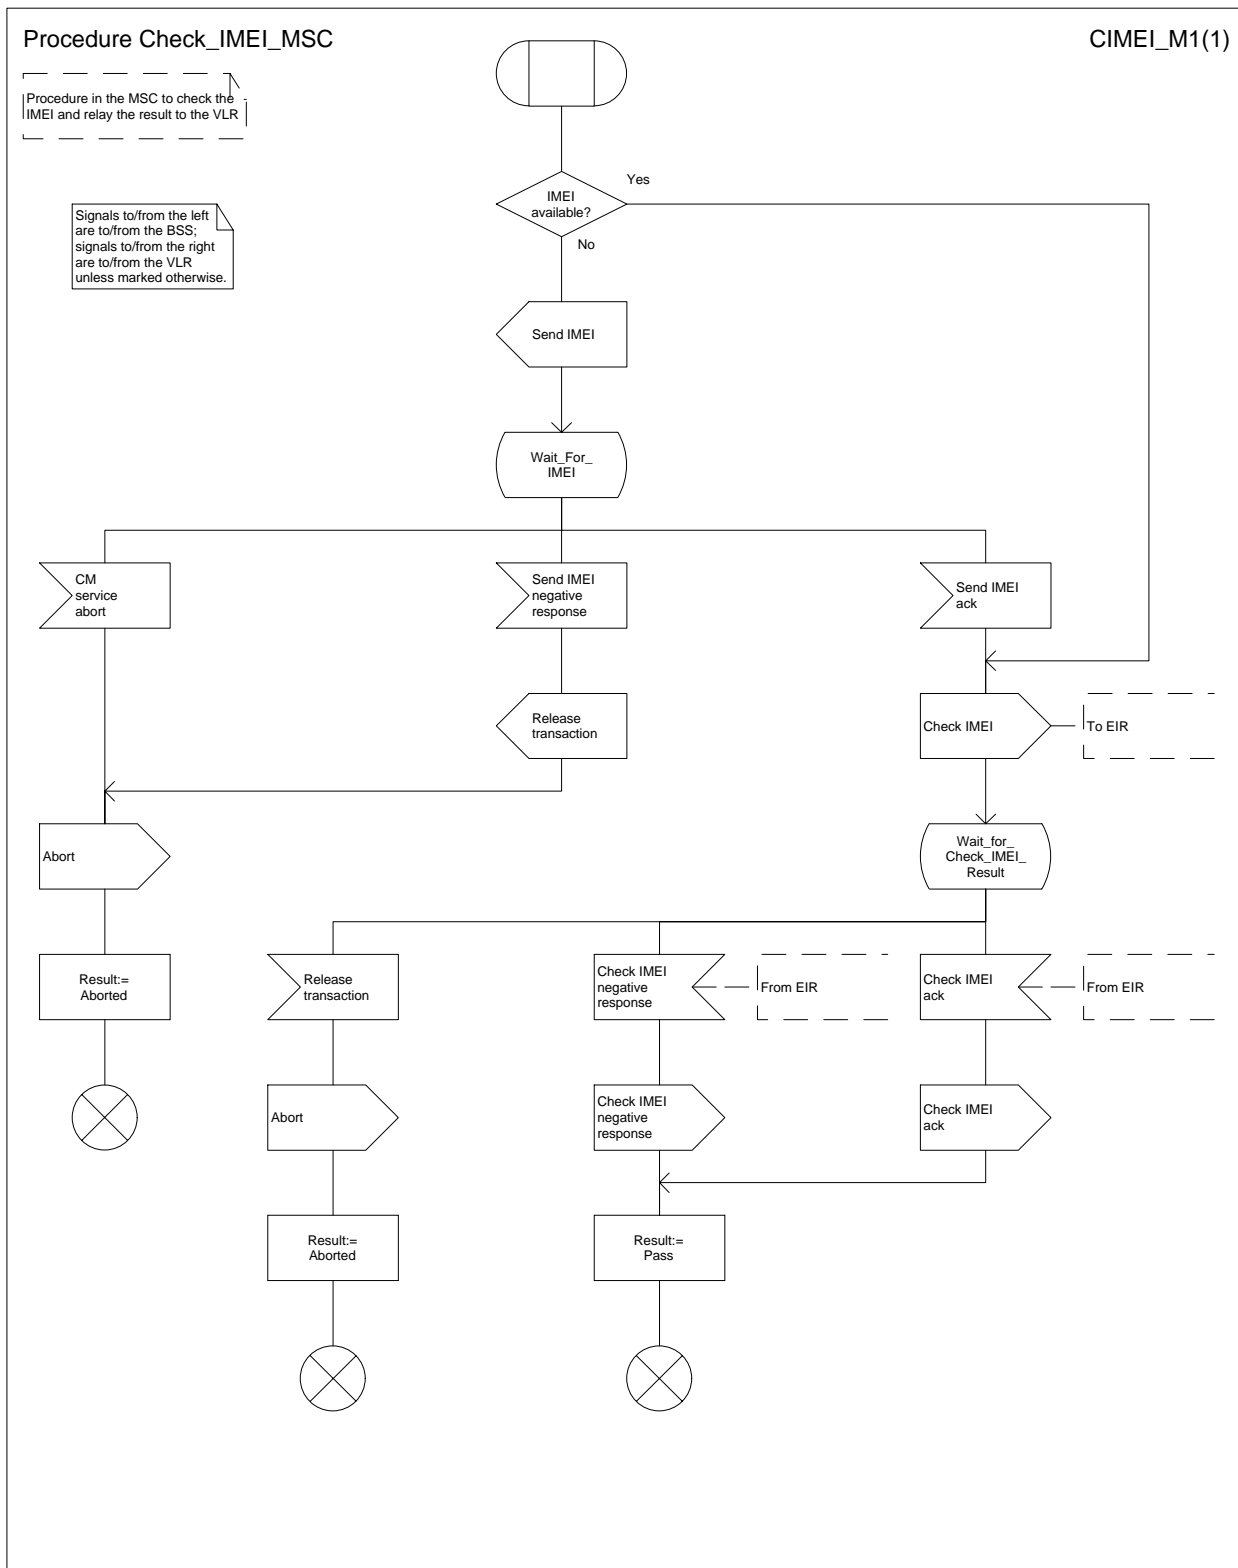 Procedure Check_IMEI_MSC
CIMEI_M1(1)
Procedure in the MSC to check the
IMEI and relay the result to the VLR
Signals to/from the left
are to/from the BSS;
signals to/from the right
are to/from the VLR
unless marked otherwise.
IMEI
available?
Yes
No
Send IMEI
Wait_For_
IMEI
CM
service
abort
Send IMEI
negative
response
Send IMEI
ack
Release
transaction
Check IMEI
To EIR
Abort
Wait_for_
Check_IMEI_
Result
Result:=
Aborted
Release
transaction
Check IMEI
negative
response
From EIR
Check IMEI
ack
From EIR
Abort
Check IMEI
negative
response
Check IMEI
ack
Result:=
Aborted
Result:=
Pass